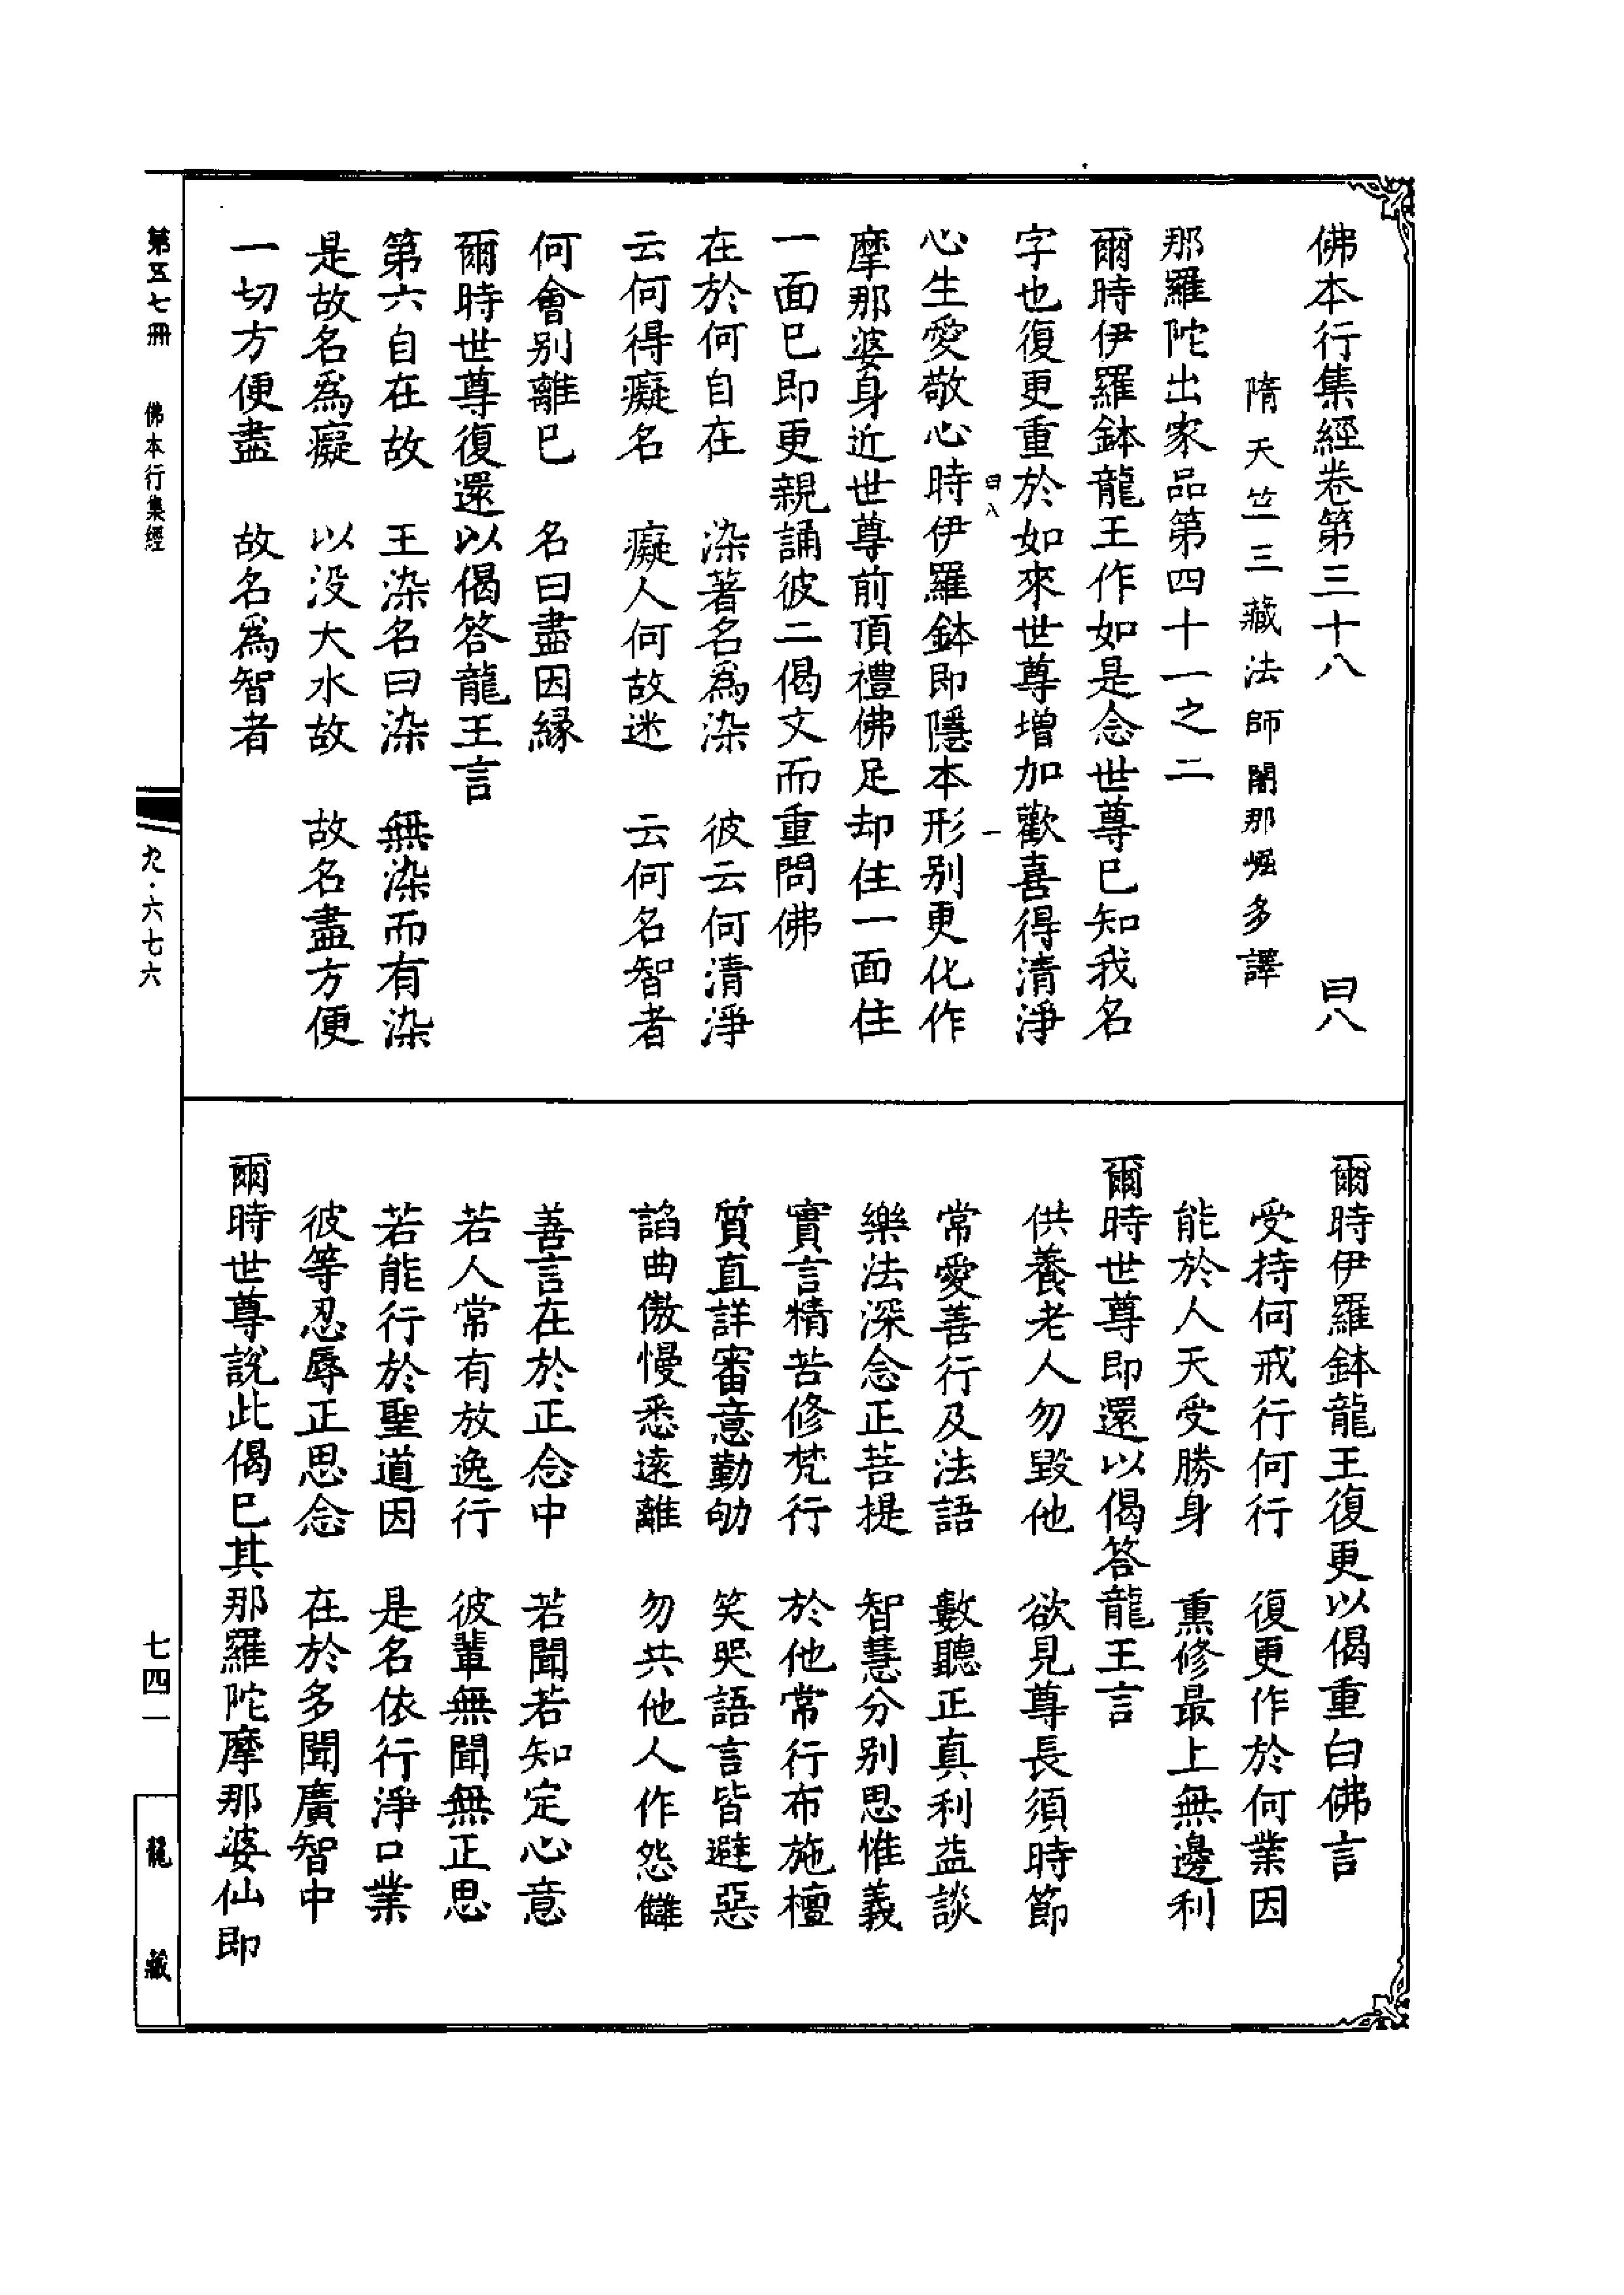 佛本行集經卷第三十八　曰八
隋天竺三藏法師闍那崛多譯
那羅陀出家品第四十一之二
爾時伊羅鉢龍王作如是念世尊已知我名
字也復更重於如來世尊增加歡喜得清淨
曰八　一
心生愛敬心時伊羅鉢即隱本形別更化作
摩那婆身近世尊前頂禮佛足却住一面住
一面已即更親誦彼二偈文而重問佛
在於何自在　染著名爲染　彼云何清淨
云何得癡名　癡人何故迷　云何名智者
何會別離已　名曰盡因緣
爾時世尊復還以偈答龍王言
第六自在故　王染名曰染　無染而有染
是故名爲癡　以没大水故　故名盡方便
一切方便盡　故名爲智者
爾時伊羅鉢龍王復更以偈重白佛言
受持何戒行何行　復更作於何業因
能於人天受勝身　熏修最上無邊利
爾時世尊即還以偈答龍王言
供養老人勿毀他　欲見尊長須時節
常愛善行及法語　數聽正真利益談
樂法深念正菩提　智慧分別思惟義
實言精苦修梵行　於他常行布施檀
質直詳審意勤劬　笑哭語言皆避惡
諂曲傲慢悉遠離　勿共他人作怨讎
善言在於正念中　若聞若知定心意
若人常有放逸行　彼輩無聞無正思
若能行於聖道因　是名依行淨口業
彼等忍辱正思念　在於多聞廣智中
爾時世尊說此偈已其那羅陀摩那婆仙即
第五七冊　佛本行集經
九·六七六
七四一
龍藏